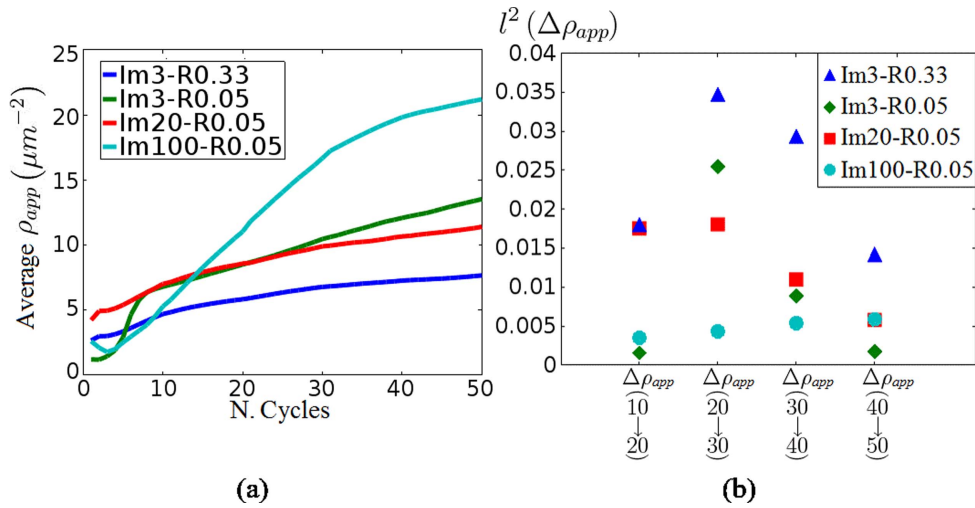 l² (Δρapp)
25
20
15
10
5
0
Average ρapp (μm⁻²)
Im3-R0.33
Im3-R0.05
Im20-R0.05
Im100-R0.05
0 10 20 30 40 50
N. Cycles
(a)
0.04
0.035
0.03
0.025
0.02
0.015
0.01
0.005
0
Im3-R0.33
Im3-R0.05
Im20-R0.05
Im100-R0.05
Δρapp Δρapp Δρapp Δρapp
(10→20) (20→30) (30→40) (40→50)
(b)